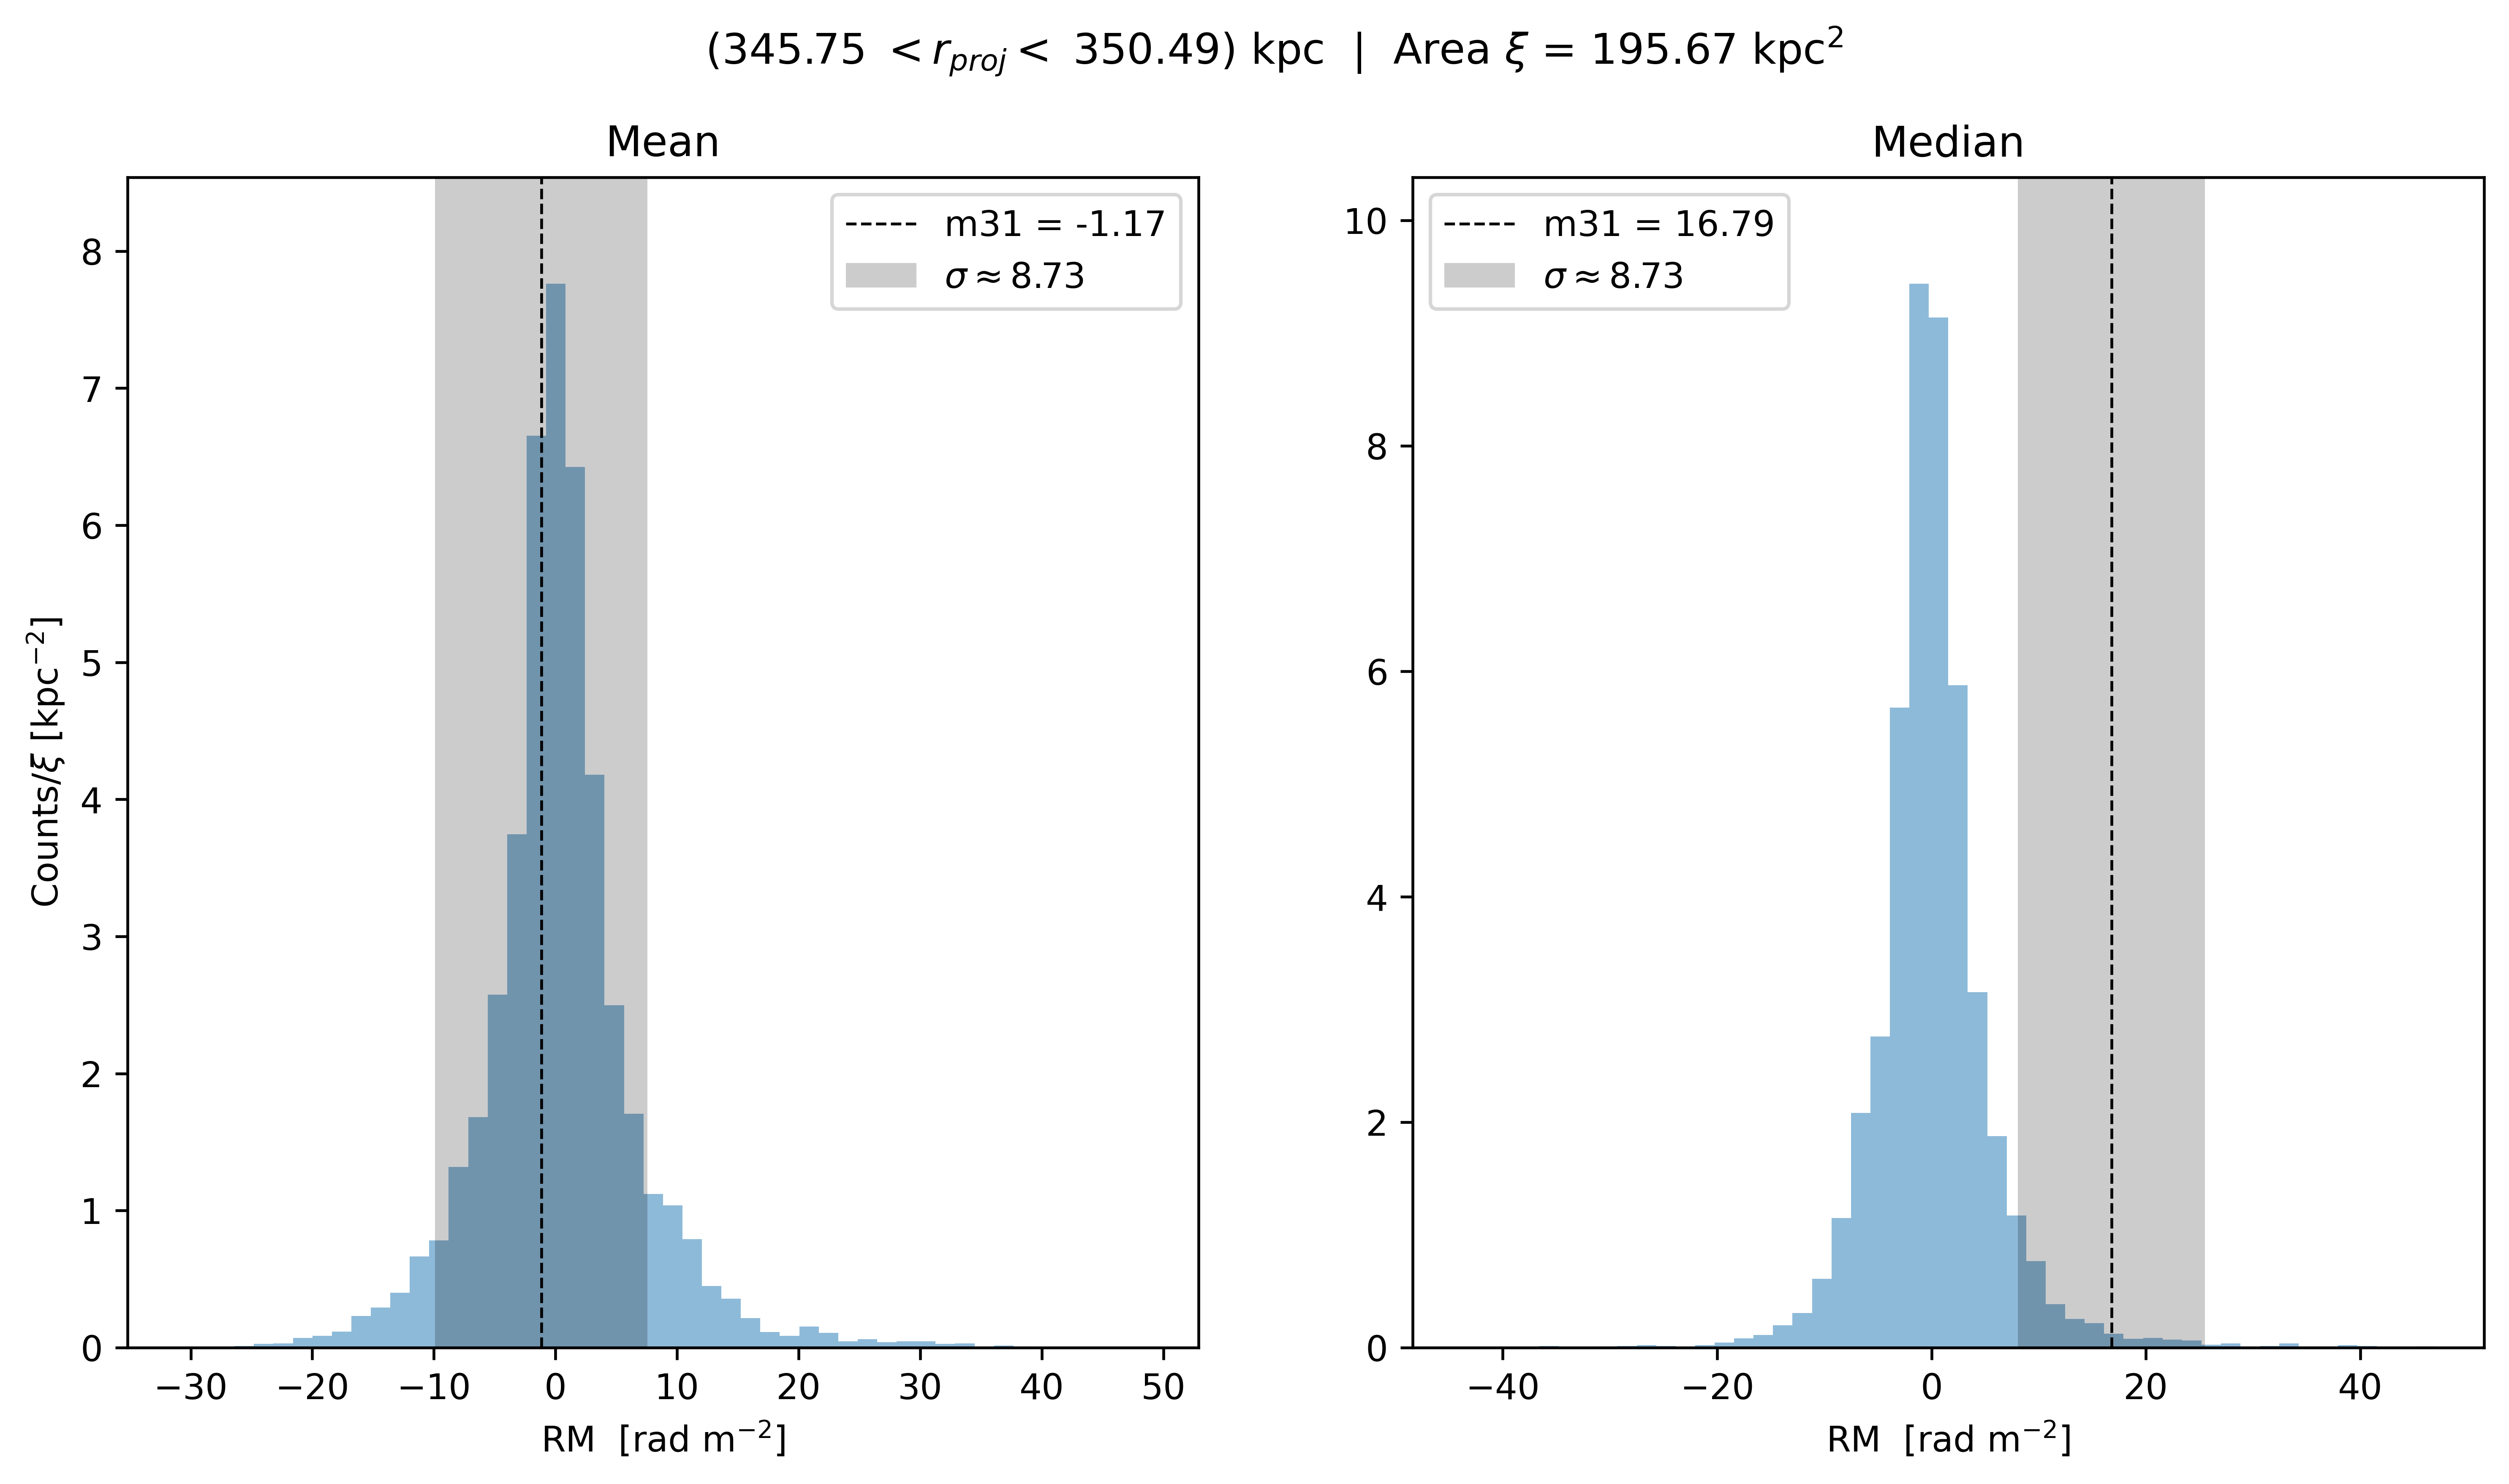 (345.75 < r_proj < 350.49) kpc | Area ξ = 195.67 kpc²
Mean
m31 = -1.17
σ≈8.73
8
7
6
5
4
3
2
1
0
Counts/ξ [kpc⁻²]
−30 −20 −10 0 10 20 30 40 50
RM [rad m⁻²]
Median
m31 = 16.79
σ≈8.73
10
8
6
4
2
0
−40 −20 0 20 40
RM [rad m⁻²]